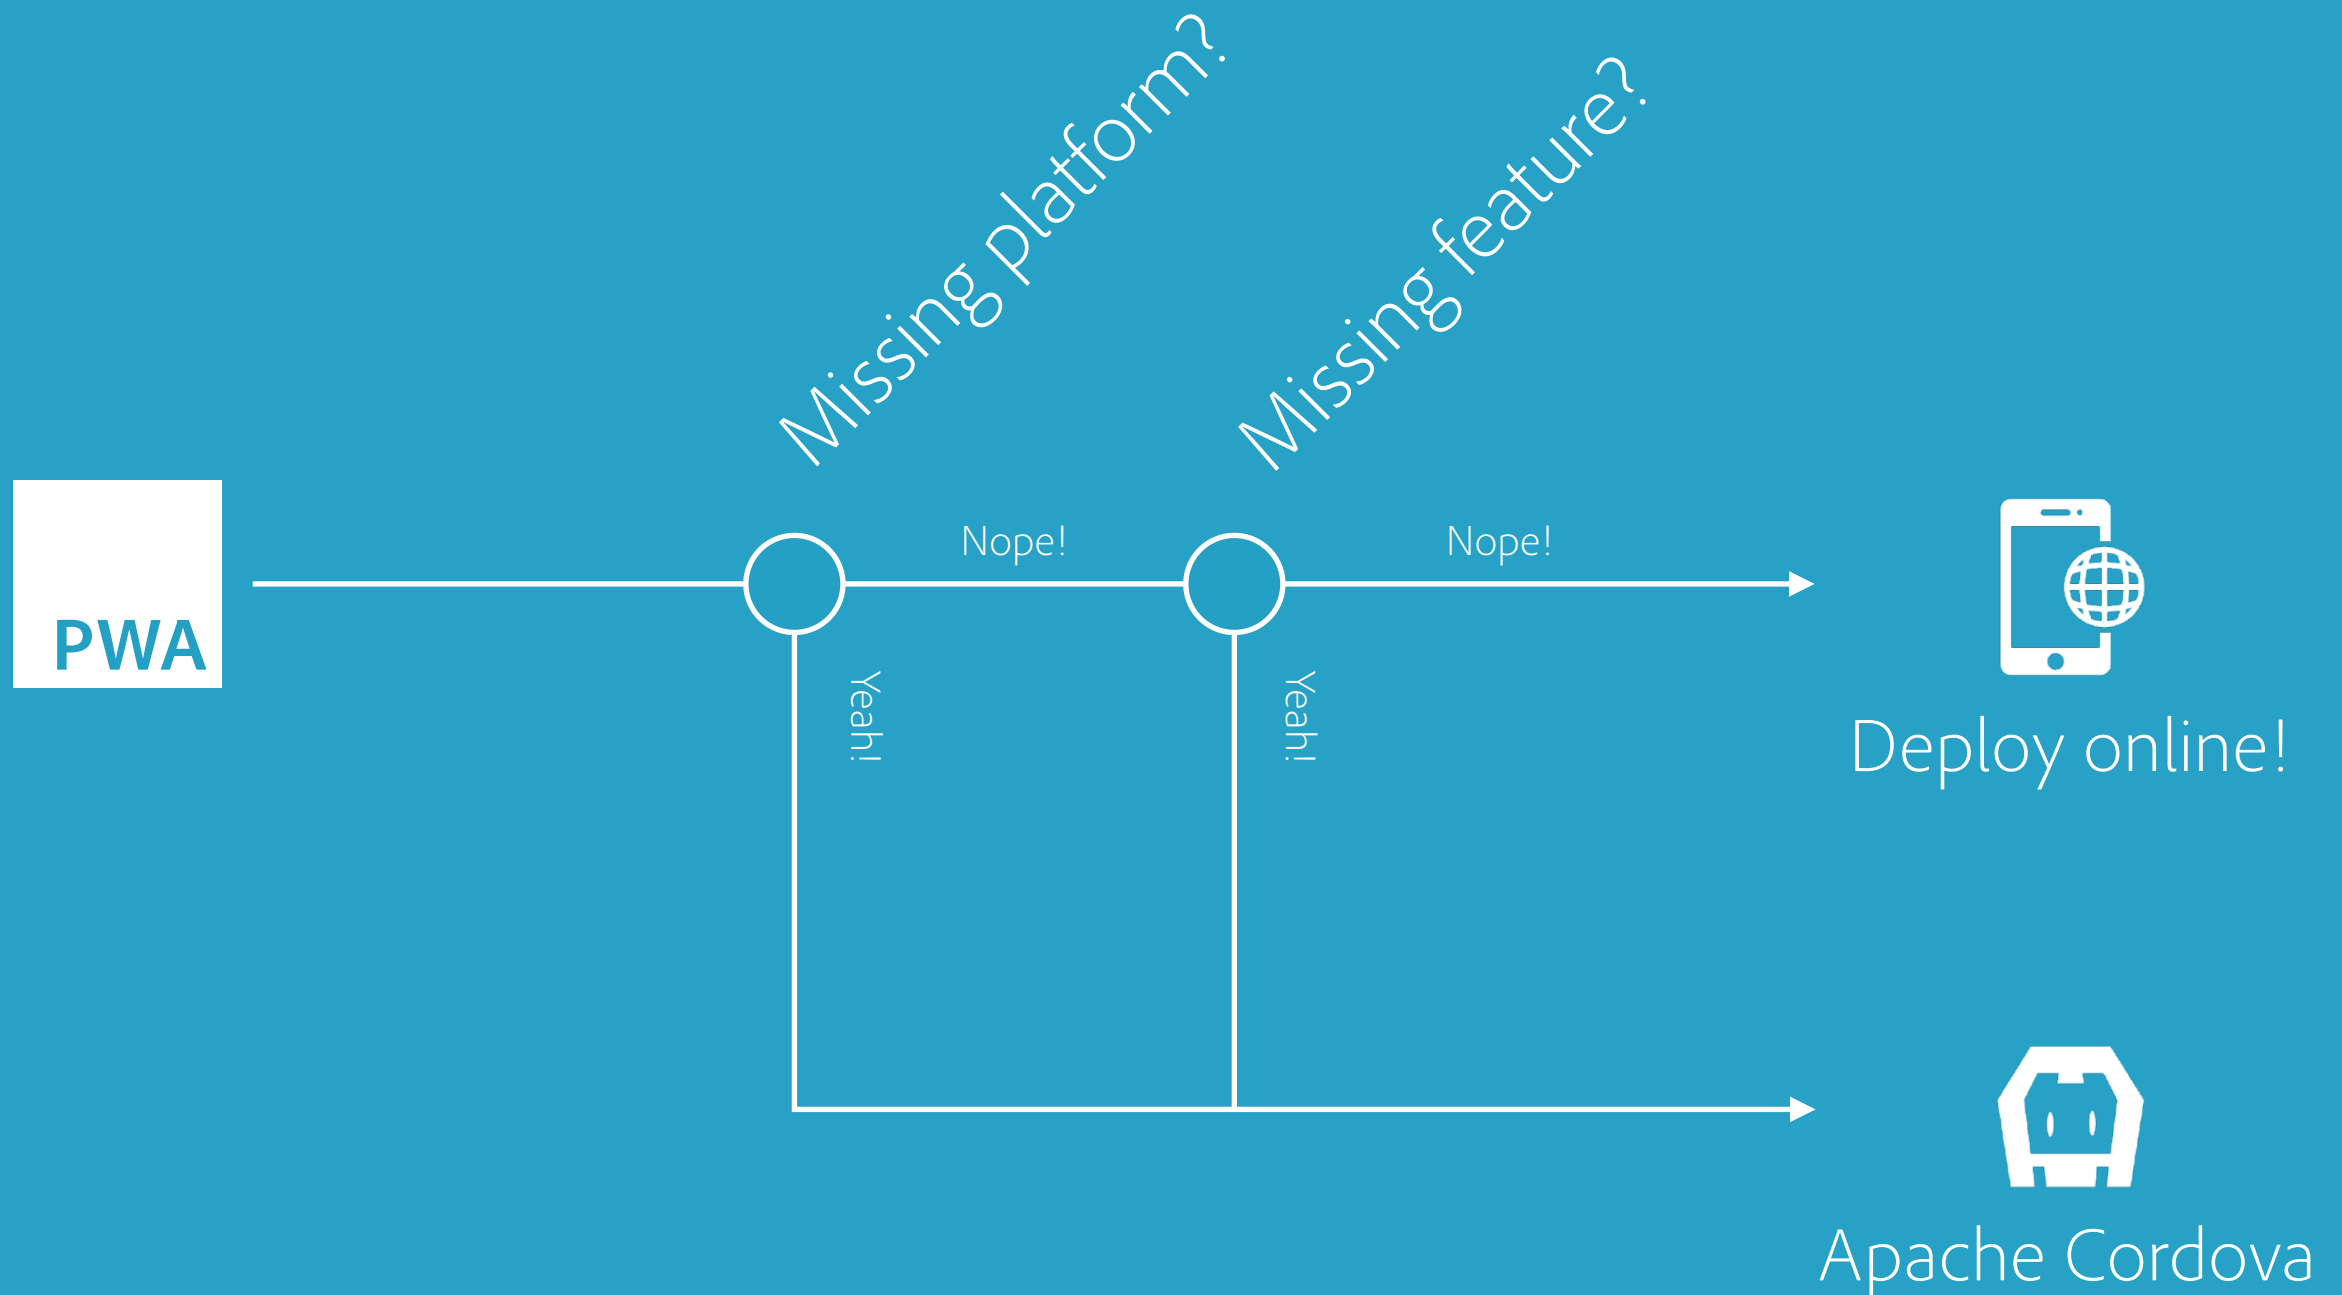 Missing platform?
Missing feature?
PWA
Nope!
Nope!
Yeah!
Yeah!
Deploy online!
Apache Cordova